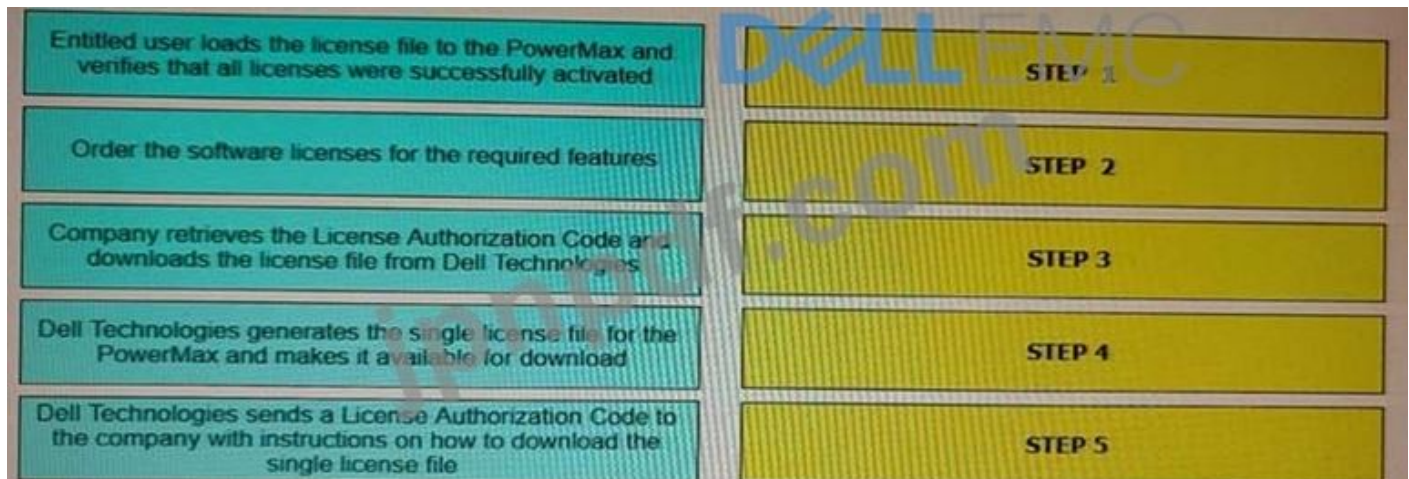 Entitled user loads the license file to the PowerMax and
verifies that all licenses were successfully activated
DELL EMC
STEP 1
Order the software licenses for the required features
STEP 2
Company retrieves the License Authorization Code and
downloads the license file from Dell Technologies
STEP 3
Dell Technologies generates the single license file for the
PowerMax and makes it available for download
STEP 4
Dell Technologies sends a License Authorization Code to
the company with instructions on how to download the
single license file
STEP 5
jpnpdf.com